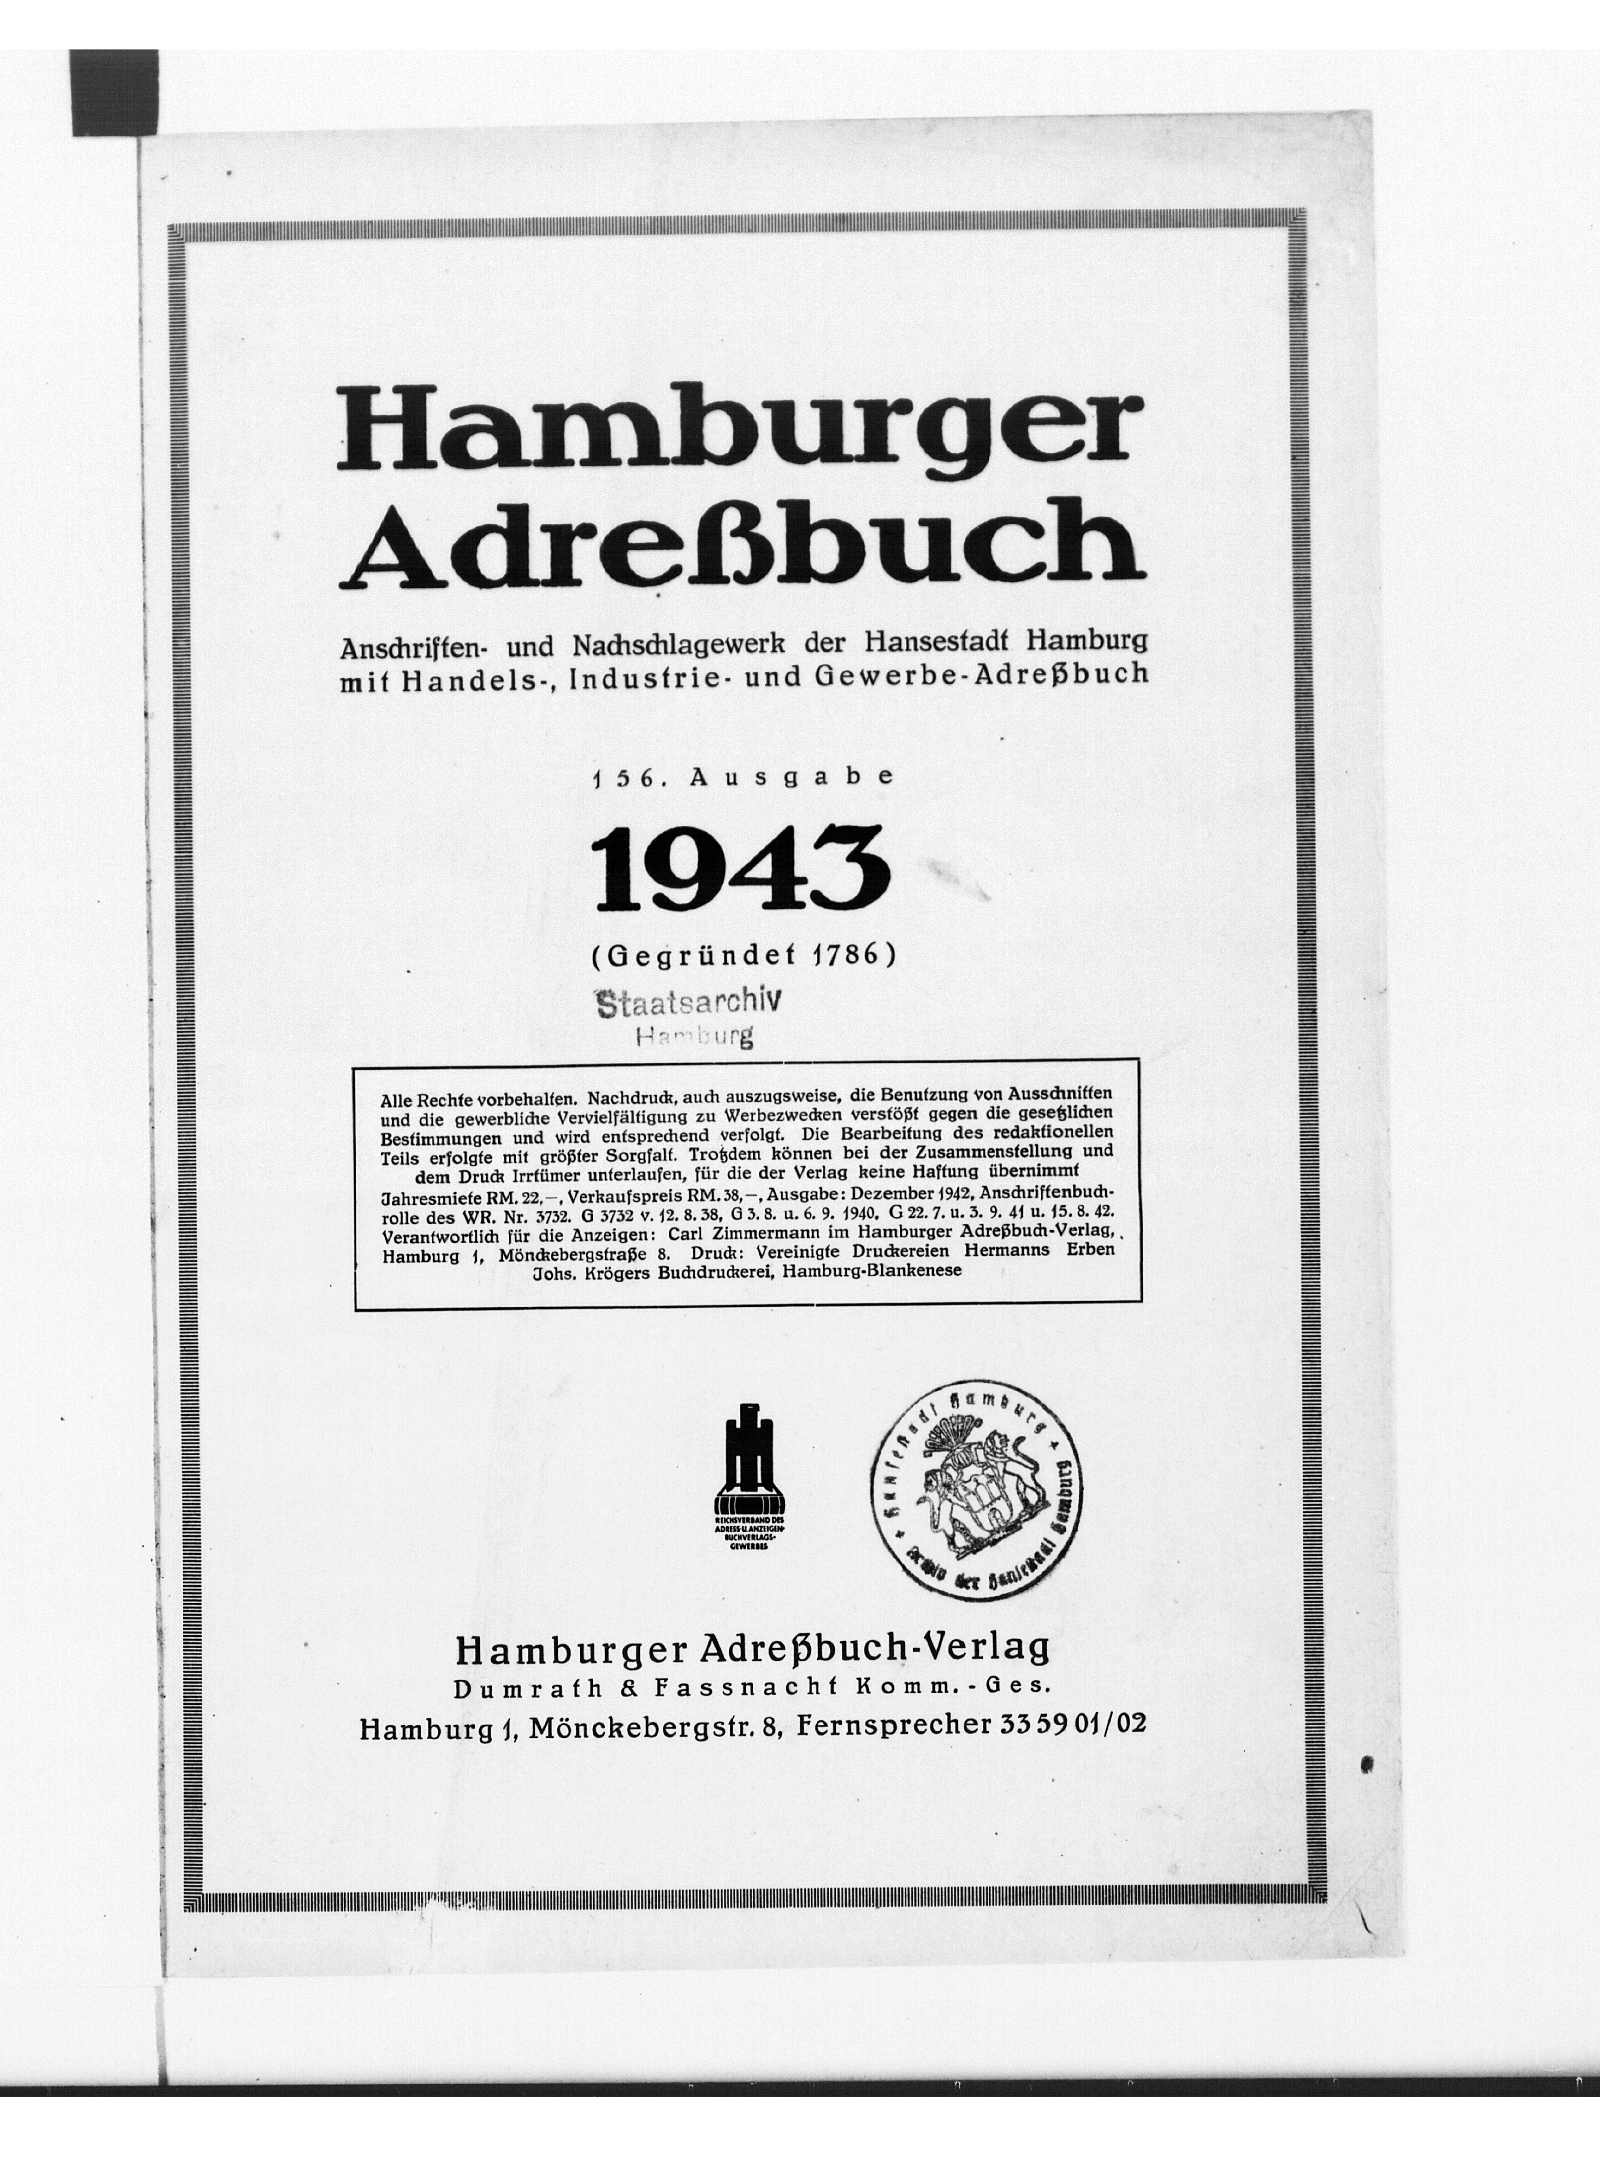 Hamburger
Adreßbuch
Anschriften- und Nachschlagewerk der Hansestadt Hamburg
mit Handels-, Industrie- und Gewerbe-Adreßbuch
156. Ausgabe
1943
(Gegründet 1786)
Staatsarchiv
Hamburg
Alle Rechte vorbehalten. Nachdruck, auch auszugsweise, die Benutzung von Ausschnitten
und die gewerbliche Vervielfältigung zu Werbezwecken verstößt gegen die gesetzlichen
Bestimmungen und wird entsprechend verfolgt. Die Bearbeitung des redaktionellen
Teils erfolgte mit größter Sorgfalt. Trotzdem können bei der Zusammenstellung und
dem Druck Irrtümer unterlaufen, für die der Verlag keine Haftung übernimmt
Jahresmiete RM. 22,—, Verkaufspreis RM. 38,—, Ausgabe: Dezember 1942, Anschriftenbuch-
rolle des WR. Nr. 3732. G 3732 v. 12. 8. 38, G 3. 8. u. 6. 9. 1940, G 22. 7. u. 3. 9. 41 u. 15. 8. 42.
Verantwortlich für die Anzeigen: Carl Zimmermann im Hamburger Adreßbuch-Verlag,
Hamburg 1, Mönckebergstraße 8. Druck: Vereinigte Druckereien Hermanns Erben
Johs. Krögers Buchdruckerei, Hamburg-Blankenese
REICHSVERBAND DES
ADRESS-U. ANZEIGEN-
BUCHVERLAGS-
GEWERBES
Hansestadt Hamburg
Archiv der Hansestadt Hamburg
Hamburger Adreßbuch-Verlag
Dumrath & Fassnacht Komm.-Ges.
Hamburg 1, Mönckebergstr. 8, Fernsprecher 33 59 01/02